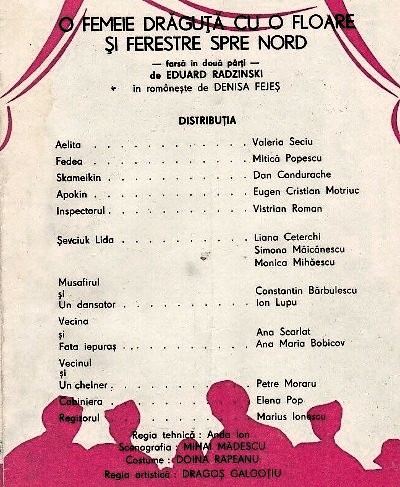 O FEMEIE DRĂGUȚĂ CU O FLOARE
ȘI FERESTRE SPRE NORD
— farsă în două părți —
de EDUARD RADZINSKI
în românește de DENISA FEJEȘ
DISTRIBUȚIA
Aelita . . . . . . . . . . . Valeria Seciu
Fedea . . . . . . . . . . . Mitică Popescu
Skameikin . . . . . . . . . . Dan Condurache
Apokin . . . . . . . . . . . Eugen Cristian Motriuc
Inspectorul . . . . . . . . . . Vistrian Roman
Șevciuk Lida . . . . . . . . . Liana Ceterchi
Simona Măicănescu
Monica Mihăescu
Musafirul
și Constantin Bărbulescu
Un dansator . . . . . . . . . Ion Lupu
Vecina
și Ana Scarlat
Fata iepuraș . . . . . . . . . Ana Maria Bobicov
Vecinul
și
Un chelner . . . . . . . . . . Petre Moraru
Cabiniera . . . . . . . . . . Elena Pop
Regizorul . . . . . . . . . . Marius Ionescu
Regia tehnică : Anda Ion
Scenografia : MIHAI MĂDESCU
Costume : DOINA RAPEANU
Regia artistică : DRAGOȘ GALGOȚIU